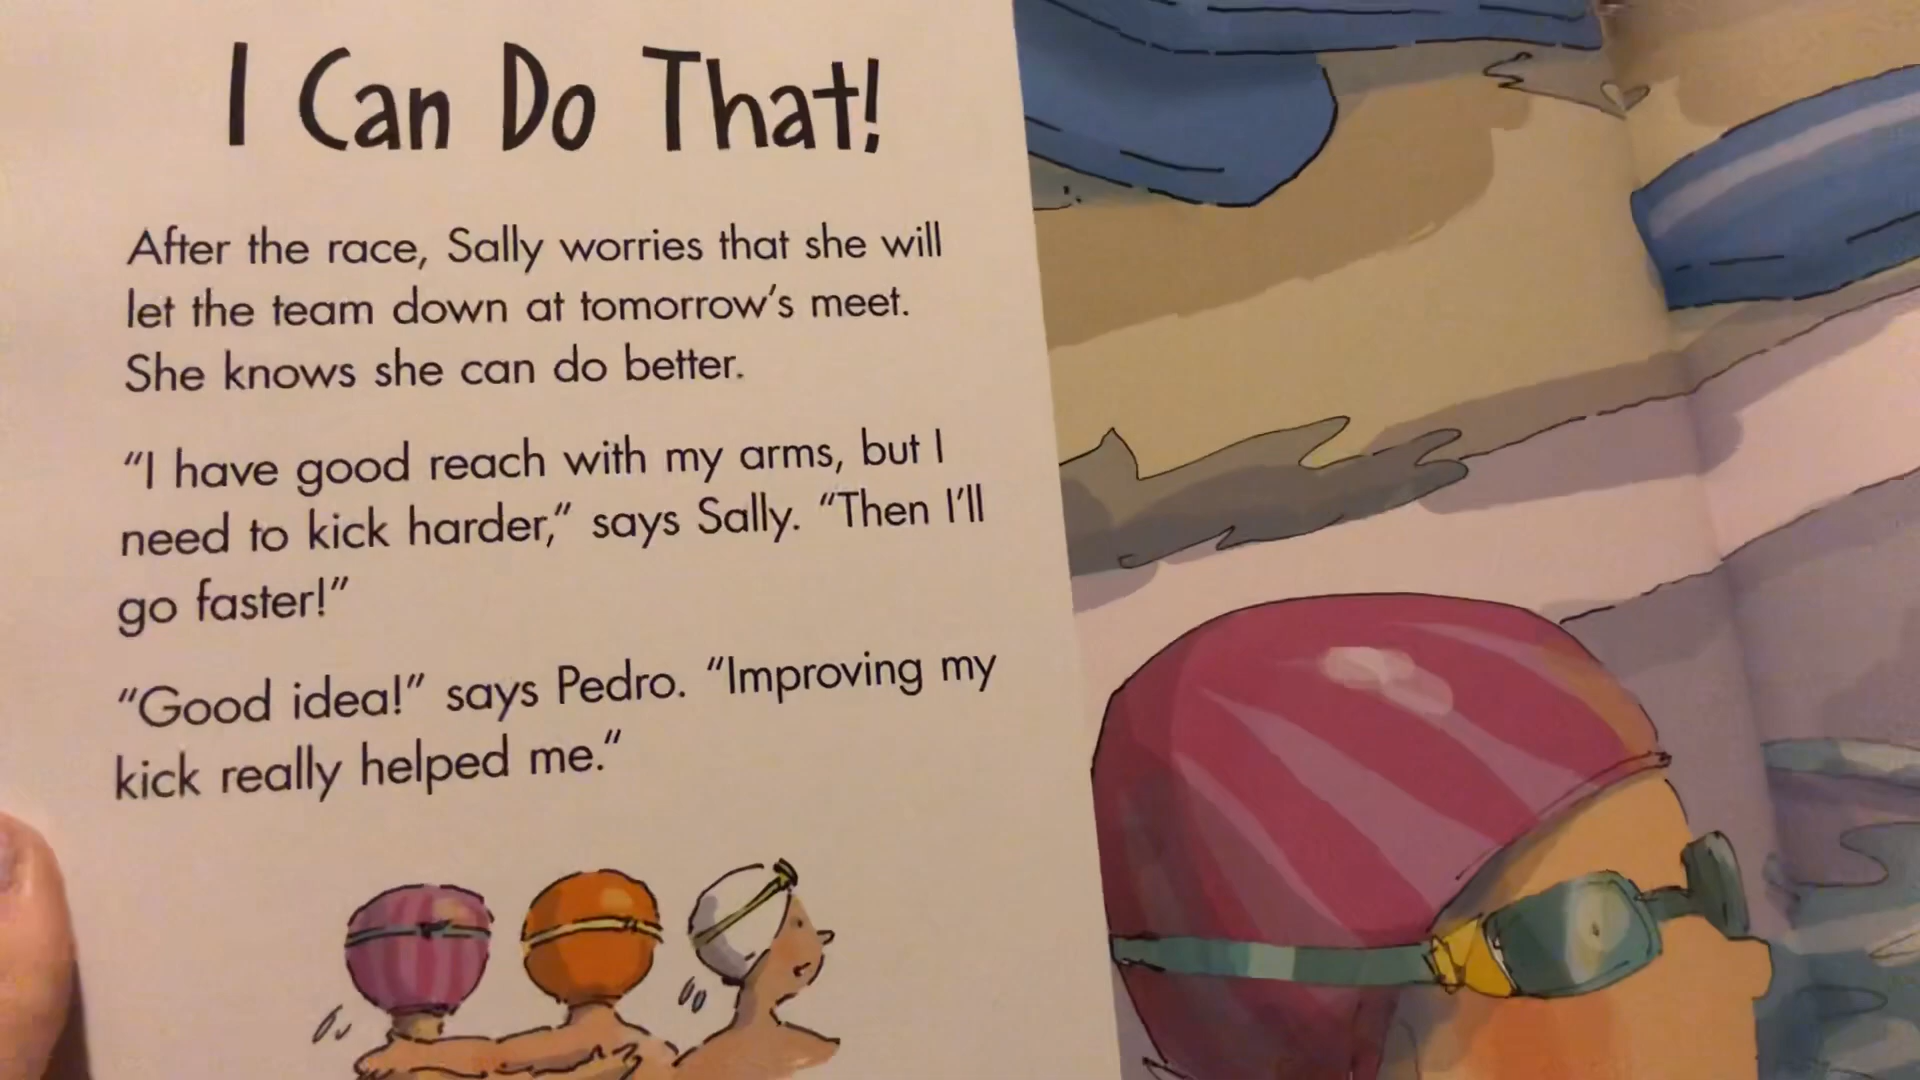 I Can Do That!
After the race, Sally worries that she will
let the team down at tomorrow’s meet.
She knows she can do better.
“I have good reach with my arms, but I
need to kick harder,” says Sally. “Then I’ll
go faster!”
“Good idea!” says Pedro. “Improving my
kick really helped me.”